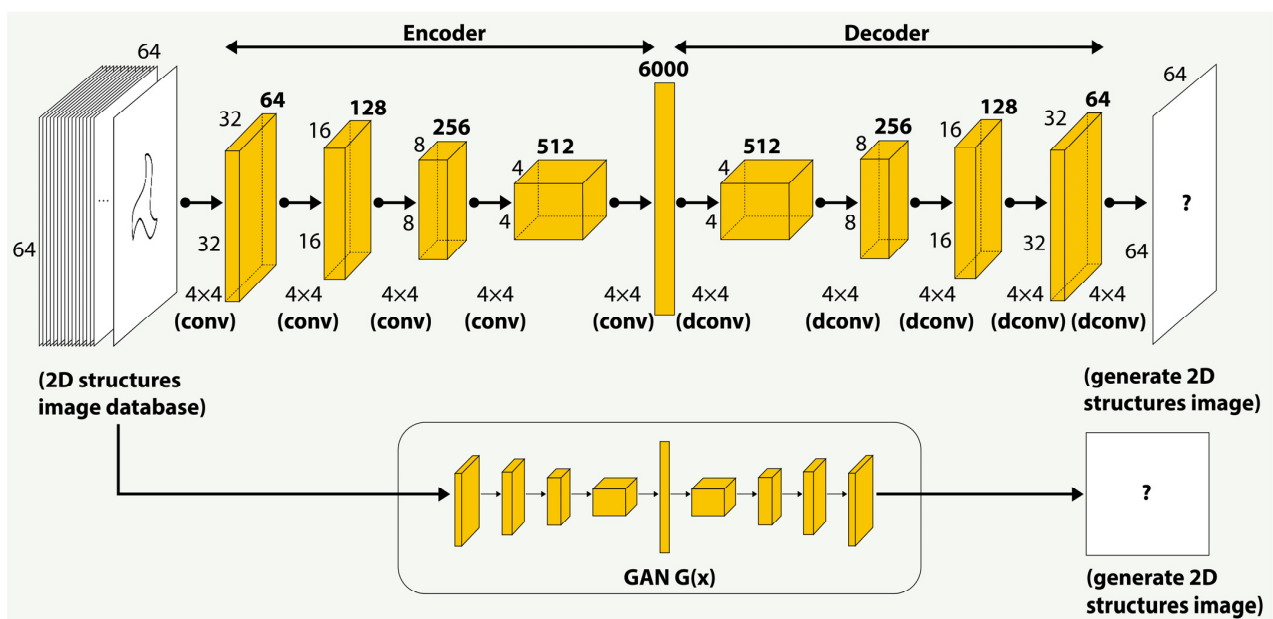 Encoder
Decoder
64
64
...
32
64
32
16
128
16
8
256
8
4
512
4
6000
4
512
4
8
256
8
16
128
16
32
64
32
64
64
?
4×4
(conv)
4×4
(conv)
4×4
(conv)
4×4
(conv)
4×4
(conv)
4×4
(dconv)
4×4
(dconv)
4×4
(dconv)
4×4
(dconv)
4×4
(dconv)
(2D structures
image database)
(generate 2D
structures image)
GAN G(x)
?
(generate 2D
structures image)